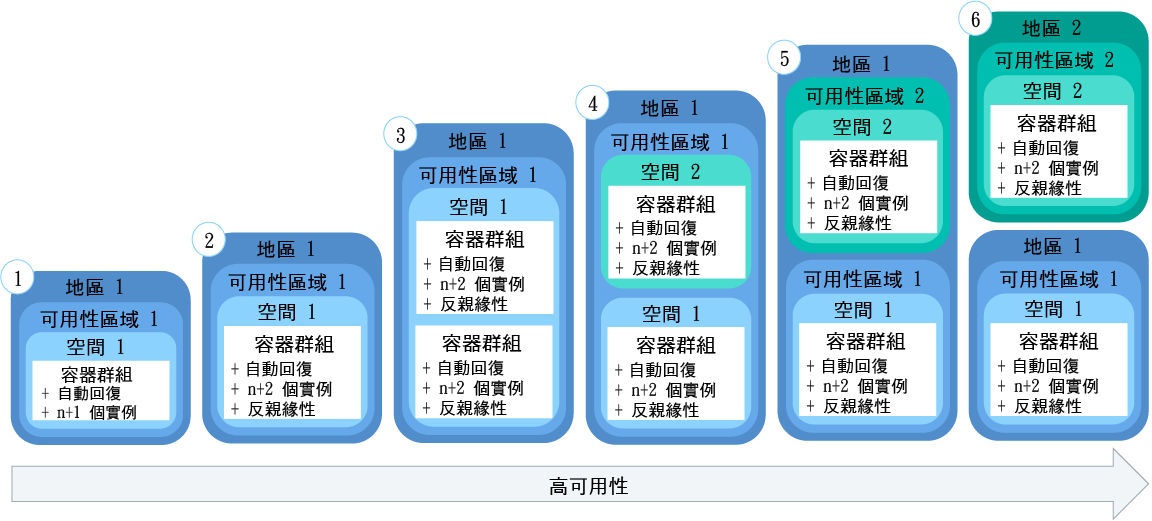 1
地區 1
可用性區域 1
空間 1
容器群組
+ 自動回復
+ n+1 個實例
2
地區 1
可用性區域 1
空間 1
容器群組
+ 自動回復
+ n+2 個實例
+ 反親緣性
3
地區 1
可用性區域 1
空間 1
容器群組
+ 自動回復
+ n+2 個實例
+ 反親緣性
容器群組
+ 自動回復
+ n+2 個實例
+ 反親緣性
4
地區 1
可用性區域 1
空間 2
容器群組
+ 自動回復
+ n+2 個實例
+ 反親緣性
空間 1
容器群組
+ 自動回復
+ n+2 個實例
+ 反親緣性
5
地區 1
可用性區域 2
空間 2
容器群組
+ 自動回復
+ n+2 個實例
+ 反親緣性
可用性區域 1
空間 1
容器群組
+ 自動回復
+ n+2 個實例
+ 反親緣性
6
地區 2
可用性區域 2
空間 2
容器群組
+ 自動回復
+ n+2 個實例
+ 反親緣性
地區 1
可用性區域 1
空間 1
容器群組
+ 自動回復
+ n+2 個實例
+ 反親緣性
高可用性